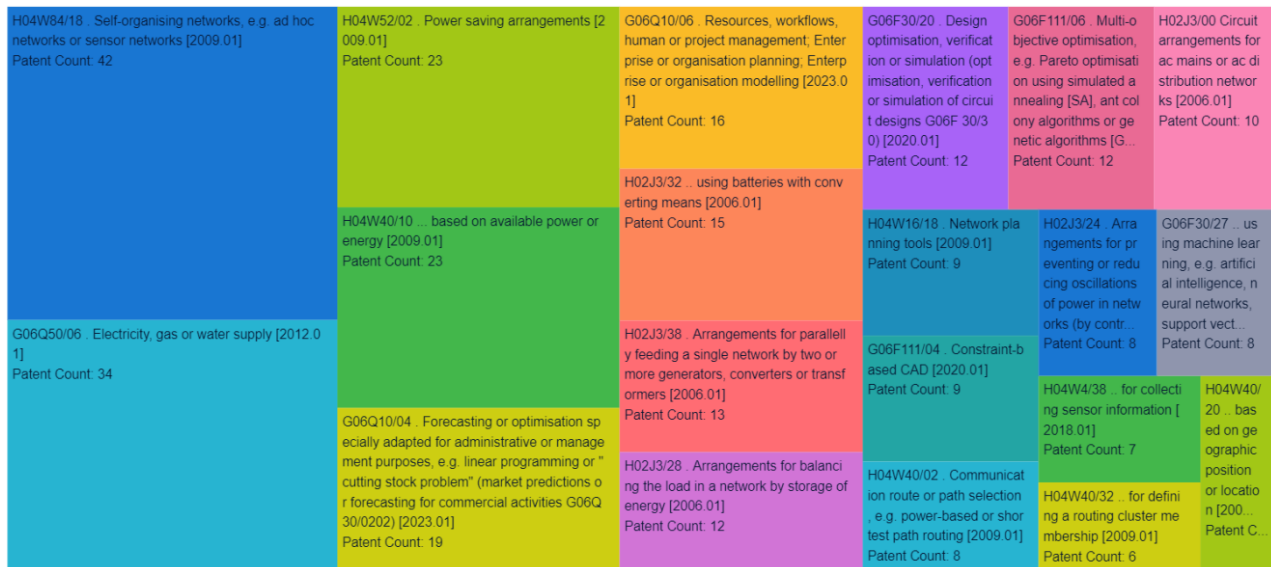 H04W84/18 . Self-organising networks, e.g. ad hoc
networks or sensor networks [2009.01]
Patent Count: 42
G06Q50/06 . Electricity, gas or water supply [2012.0
1]
Patent Count: 34
H04W52/02 . Power saving arrangements [2
009.01]
Patent Count: 23
H04W40/10 ... based on available power or
energy [2009.01]
Patent Count: 23
G06Q10/04 . Forecasting or optimisation sp
ecially adapted for administrative or manage
ment purposes, e.g. linear programming or "
cutting stock problem" (market predictions o
r forecasting for commercial activities G06Q
30/0202) [2023.01]
Patent Count: 19
G06Q10/06 . Resources, workflows,
human or project management; Enter
prise or organisation planning; Enterp
rise or organisation modelling [2023.0
1]
Patent Count: 16
H02J3/32 .. using batteries with conv
erting means [2006.01]
Patent Count: 15
H02J3/38 . Arrangements for parallell
y feeding a single network by two or
more generators, converters or transf
ormers [2006.01]
Patent Count: 13
H02J3/28 . Arrangements for balanc
ing the load in a network by storage of
energy [2006.01]
Patent Count: 12
G06F30/20 . Design
optimisation, verificat
ion or simulation (opt
imisation, verification
or simulation of circui
t designs G06F 30/3
0) [2020.01]
Patent Count: 12
G06F111/06 . Multi-o
bjective optimisation,
e.g. Pareto optimisati
on using simulated a
nnealing [SA], ant col
ony algorithms or ge
netic algorithms [G...
Patent Count: 12
H02J3/00 Circuit
arrangements for
ac mains or ac di
stribution networ
ks [2006.01]
Patent Count: 10
H04W16/18 . Network pla
nning tools [2009.01]
Patent Count: 9
G06F111/04 . Constraint-b
ased CAD [2020.01]
Patent Count: 9
H04W40/02 . Communicat
ion route or path selection
, e.g. power-based or shor
test path routing [2009.01]
Patent Count: 8
H02J3/24 . Arra
ngements for pr
eventing or redu
cing oscillations
of power in netw
orks (by contr...
Patent Count: 8
G06F30/27 .. us
ing machine lear
ning, e.g. artifici
al intelligence, n
eural networks,
support vect...
Patent Count: 8
H04W4/38 .. for collecti
ng sensor information [
2018.01]
Patent Count: 7
H04W40/32 .. for defini
ng a routing cluster me
mbership [2009.01]
Patent Count: 6
H04W40/
20 .. bas
ed on ge
ographic
position
or locatio
n [200...
Patent C...